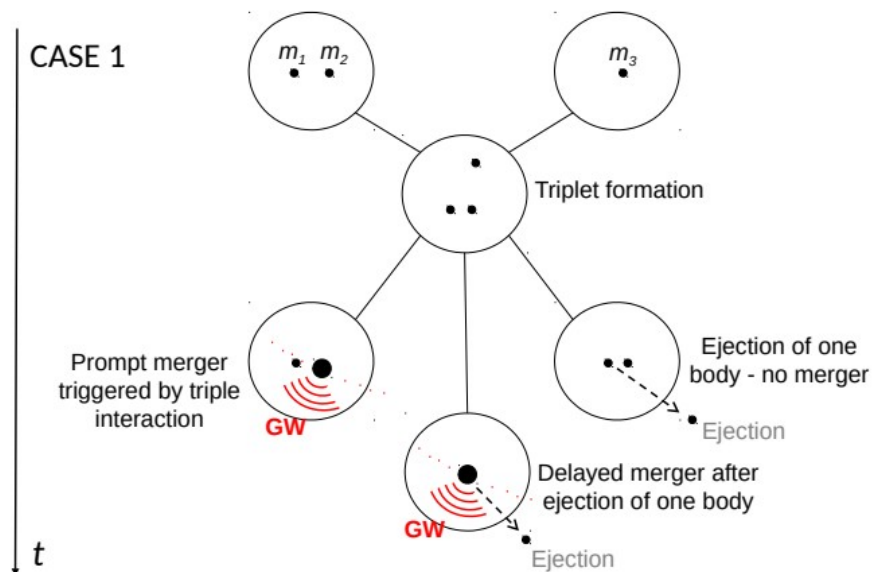 CASE 1
m1 m2
m3
Triplet formation
Prompt merger
triggered by triple
interaction
GW
Ejection of one
body - no merger
Ejection
Delayed merger after
ejection of one body
GW
Ejection
t